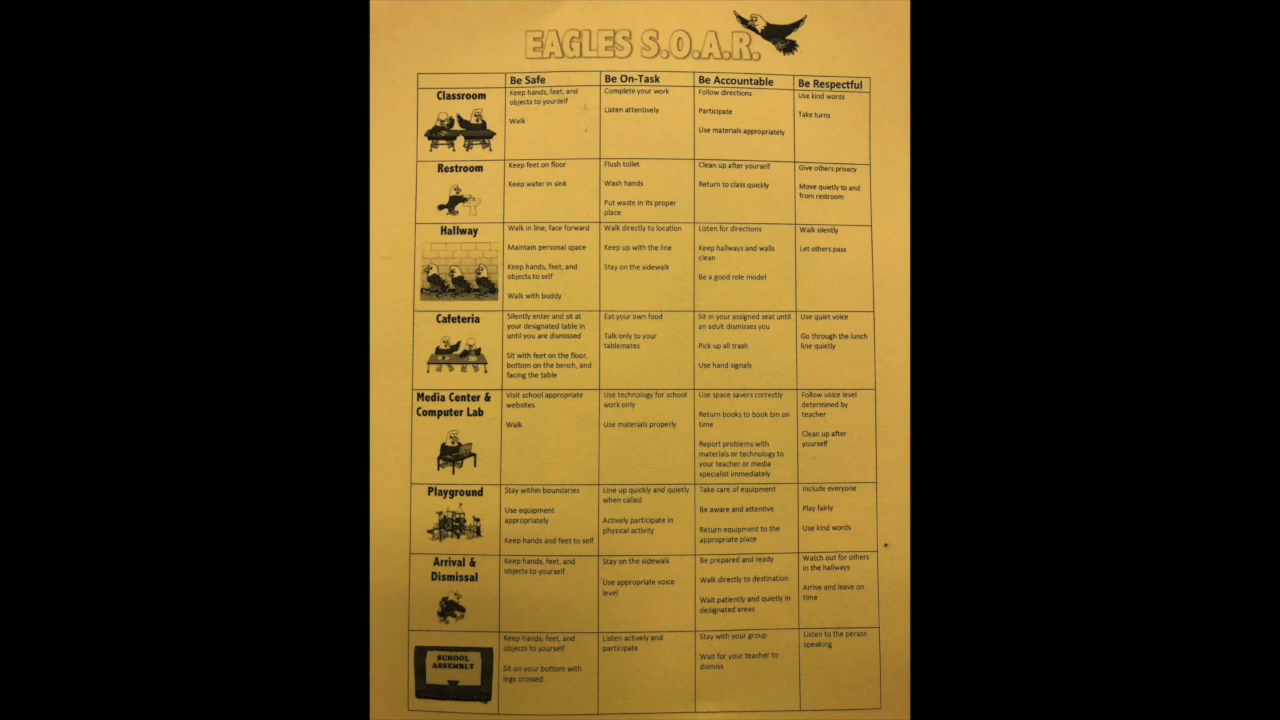 EAGLES S.O.A.R.
Be Safe
Be On-Task
Be Accountable
Be Respectful
Classroom
Keep hands, feet, and
objects to yourself
Walk
Complete your work
Listen attentively
Follow directions
Participate
Use materials appropriately
Use kind words
Take turns
Restroom
Keep feet on floor
Keep water in sink
Flush toilet
Wash hands
Put waste in its proper
place
Clean up after yourself
Return to class quickly
Give others privacy
Move quietly to and
from restroom
Hallway
Walk in line, face forward
Maintain personal space
Keep hands, feet, and
objects to self
Walk with buddy
Walk directly to location
Keep up with the line
Stay on the sidewalk
Listen for directions
Keep hallways and walls
clean
Be a good role model
Walk silently
Let others pass
Cafeteria
Silently enter and sit at
your designated table in
until you are dismissed
Sit with feet on the floor,
bottom on the bench, and
facing the table
Eat your own food
Talk only to your
tablemates
Sit in your assigned seat until
an adult dismisses you
Pick up all trash
Use hand signals
Use quiet voice
Go through the lunch
line quietly
Media Center &
Computer Lab
Visit school appropriate
websites
Walk
Use technology for school
work only
Use materials properly
Use space savers correctly
Return books to book bin on
time
Report problems with
materials or technology to
your teacher or media
specialist immediately
Follow voice level
determined by
teacher
Clean up after
yourself
Playground
Stay within boundaries
Use equipment
appropriately
Keep hands and feet to self
Line up quickly and quietly
when called
Actively participate in
physical activity
Take care of equipment
Be aware and attentive
Return equipment to the
appropriate place
Include everyone
Play fairly
Use kind words
Arrival &
Dismissal
Keep hands, feet, and
objects to yourself
Stay on the sidewalk
Use appropriate voice
level
Be prepared and ready
Walk directly to destination
Wait patiently and quietly in
designated areas
Watch out for others
in the hallways
Arrive and leave on
time
SCHOOL
ASSEMBLY
Keep hands, feet, and
objects to yourself
Sit on your bottom with
legs crossed
Listen actively and
participate
Stay with your group
Wait for your teacher to
dismiss
Listen to the person
speaking